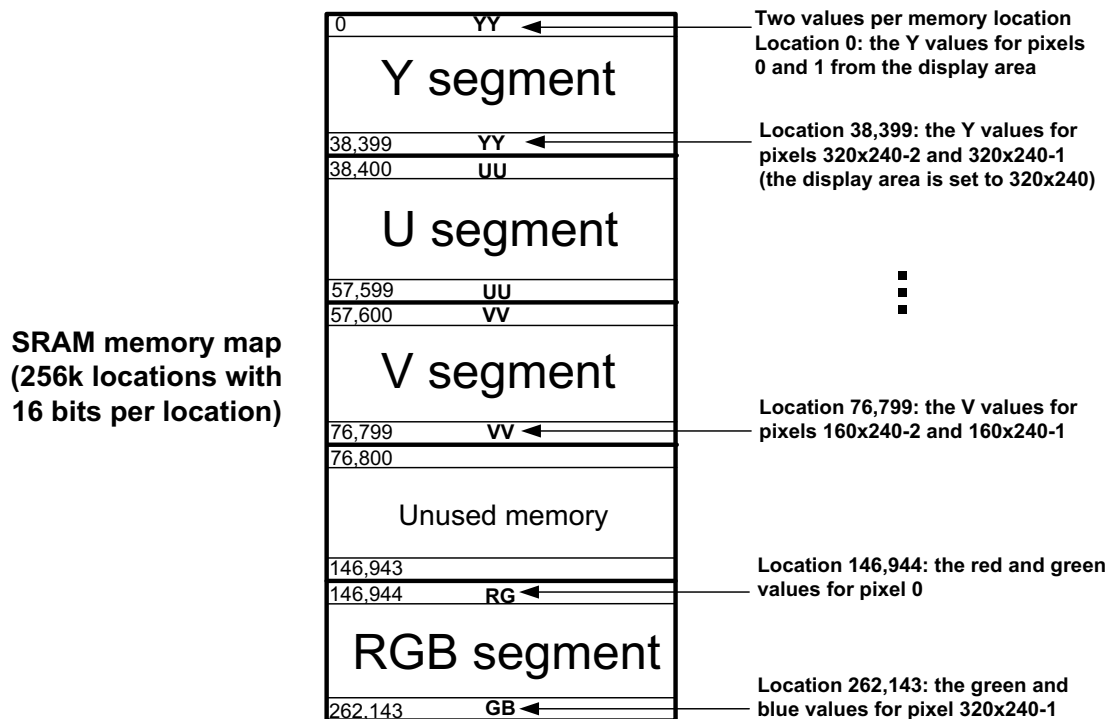 0 YY
Two values per memory location
Location 0: the Y values for pixels
0 and 1 from the display area
Y segment
38,399 YY
Location 38,399: the Y values for
pixels 320x240-2 and 320x240-1
(the display area is set to 320x240)
38,400 UU
U segment
57,599 UU
57,600 VV
SRAM memory map
(256k locations with
16 bits per location)
V segment
76,799 VV
Location 76,799: the V values for
pixels 160x240-2 and 160x240-1
76,800
Unused memory
146,943
146,944 RG
Location 146,944: the red and green
values for pixel 0
RGB segment
262,143 GB
Location 262,143: the green and
blue values for pixel 320x240-1